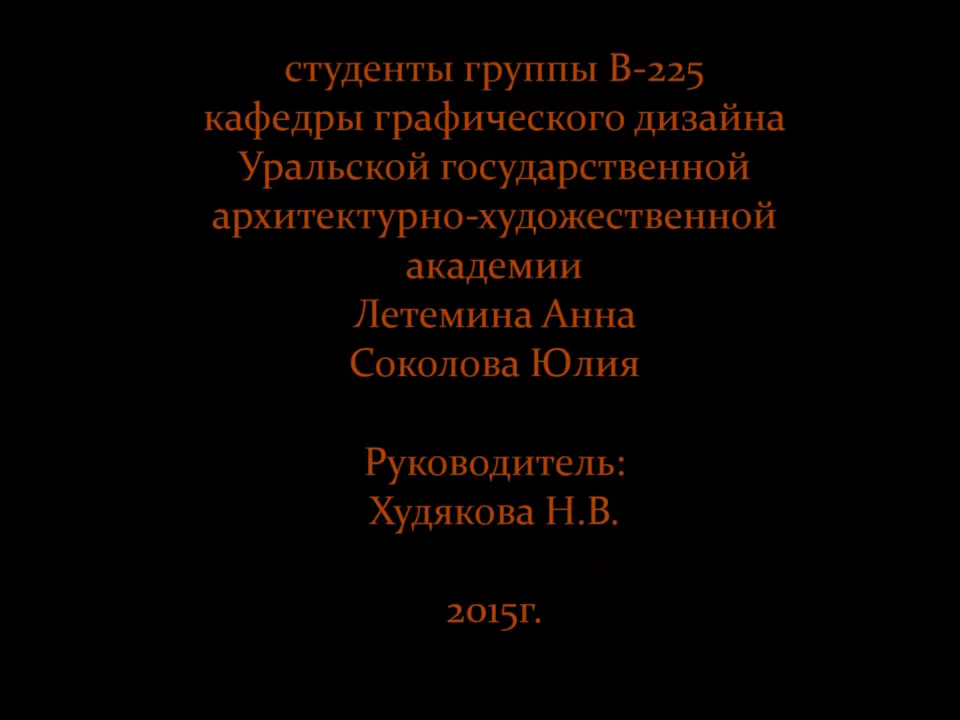 студенты группы В-225
кафедры графического дизайна
Уральской государственной
архитектурно-художественной
академии
Летемина Анна
Соколова Юлия
Руководитель:
Худякова Н.В.
2015г.